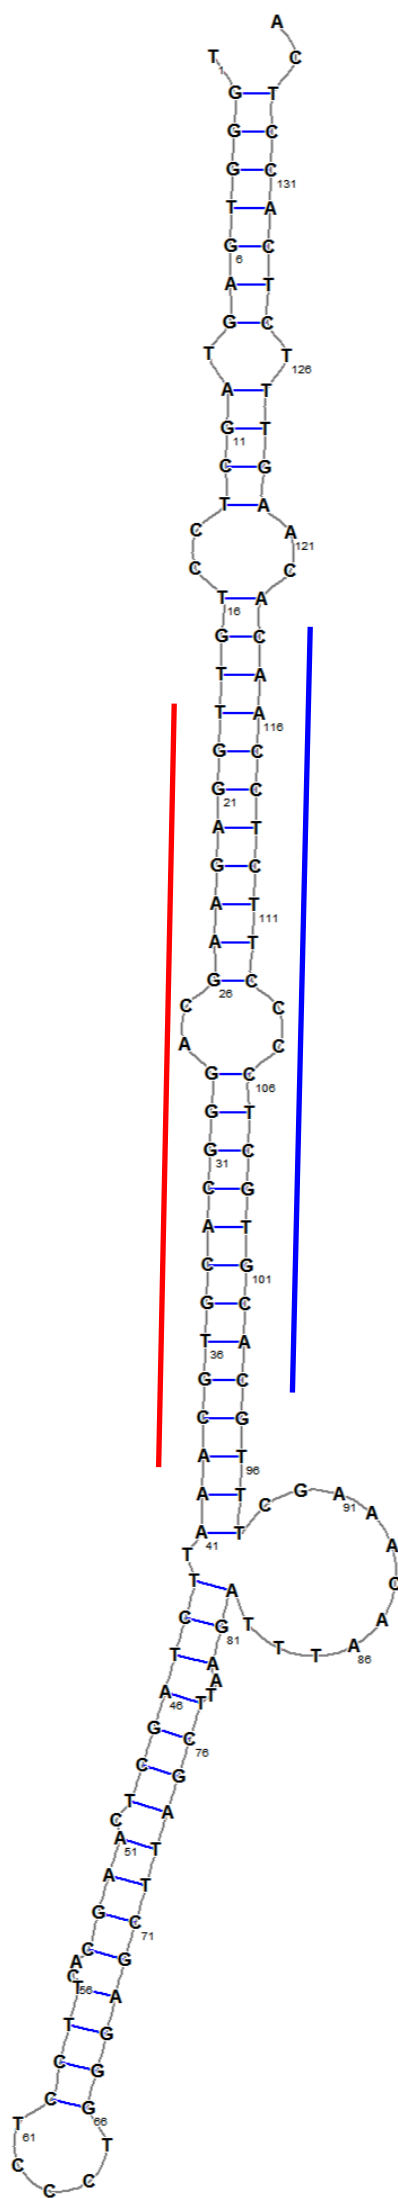 A
T C
1
G T
G C
G C
131
T A
G C
6
A T
G C
T T
126
A T
G T
11
C G
T A
C A
121
C C
T A
16
G C
T A
T A
116
G C
G C
21
A T
G C
A T
111
A T
G C
26
C C
A C
G C
106
G T
G C
31
C G
A T
C G
101
G C
T A
36
G C
C G
A T
96
A T C G A
91
A T A
41
T A
T A C
C G T A
81
T A T T A
86
A A T T
46
G C
76
C G
T A
C
A T
51
A T
G C
71
C G
A
C
T A
56
T G
C G
C G
66
T
61
T
C C
C